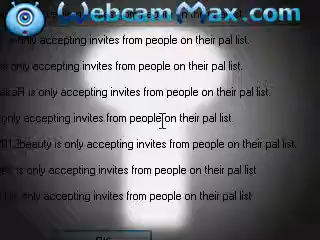 WebcamMax.com
only accepting invites from people on their pal list.
is only accepting invites from people on their pal list.
is only accepting invites from people on their pal list.
only accepting invites from people on their pal list.
beauty is only accepting invites from people on their pal list.
is only accepting invites from people on their pal list
is only accepting invites from people on their pal list